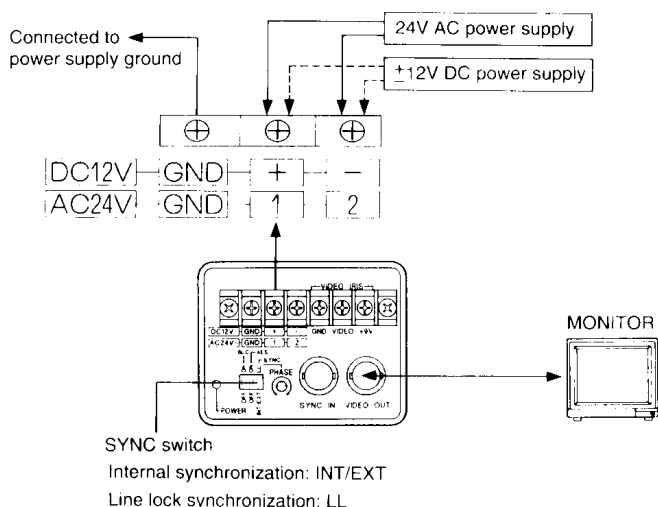 Connected to
power supply ground
24V AC power supply
±12V DC power supply
DC12V GND + -
AC24V GND 1 2
VIDEO IRIS
DC12V GND + - GND VIDEO +9V
AC24V GND 1 2
SYNC
PHASE
POWER
SYNC IN VIDEO OUT
MONITOR
SYNC switch
Internal synchronization: INT/EXT
Line lock synchronization: LL